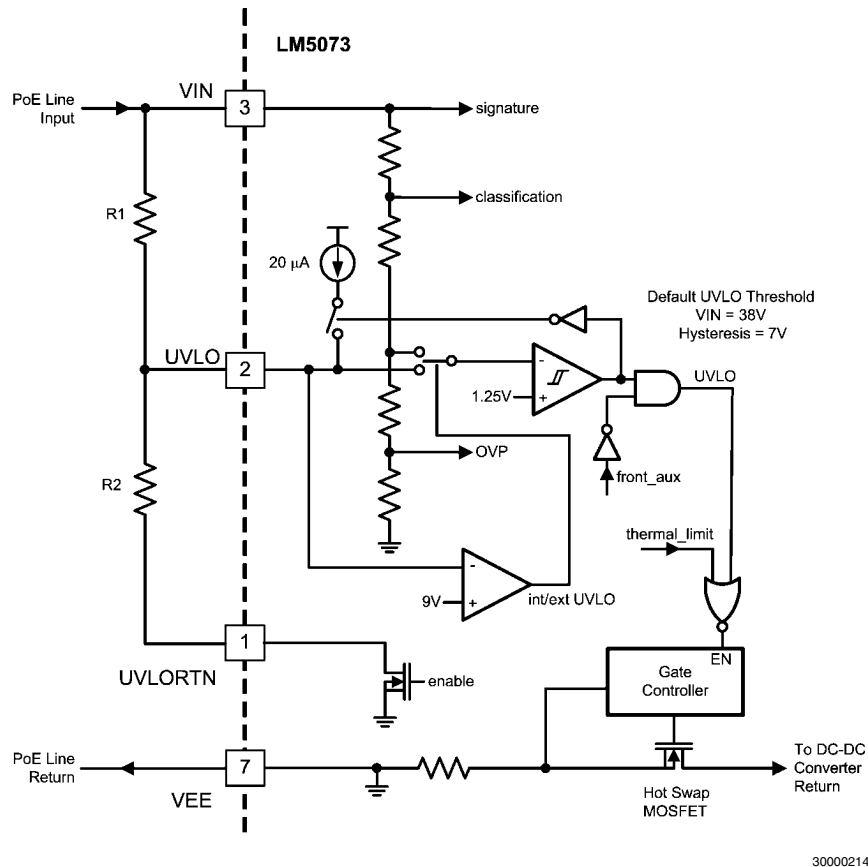 LM5073
VIN
3
PoE Line
Input
signature
R1
classification
20 μA
Default UVLO Threshold
VIN = 38V
Hysteresis = 7V
UVLO
2
-
1.25V
+
UVLO
R2
OVP
front_aux
thermal_limit
-
9V
+
int/ext UVLO
1
UVLORTN
enable
EN
Gate
Controller
PoE Line
Return
7
VEE
To DC-DC
Converter
Return
Hot Swap
MOSFET
30000214